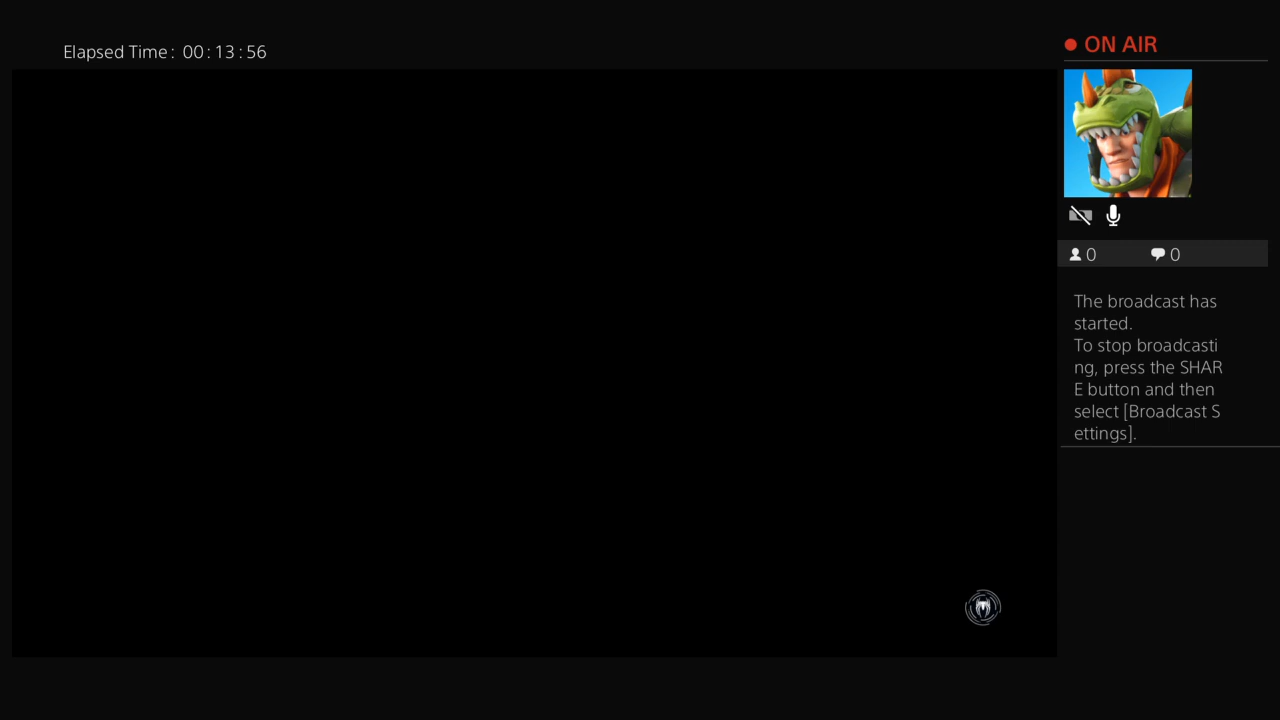 Elapsed Time: 00:13:56
ON AIR
0 0
The broadcast has
started.
To stop broadcasti
ng, press the SHAR
E button and then
select [Broadcast S
ettings].